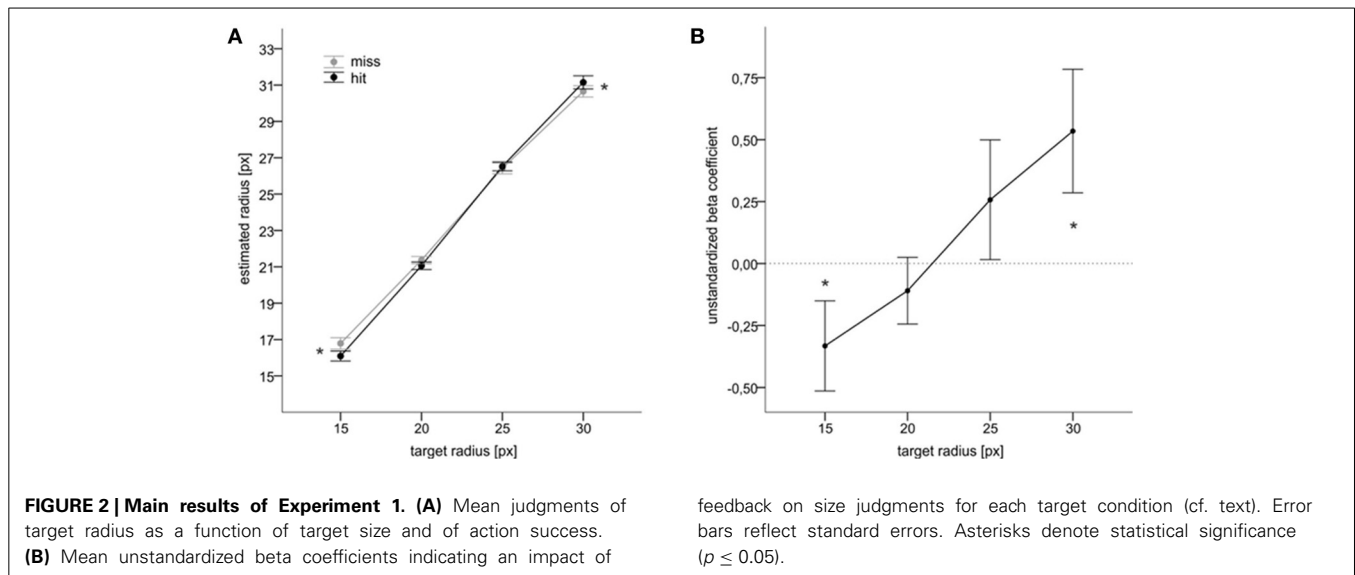 A
33
31
29
27
25
23
21
19
17
15
miss
hit
*
*
estimated radius [px]
15 20 25 30
target radius [px]
B
0,75
0,50
0,25
0,00
-0,25
-0,50
*
*
unstandardized beta coefficient
15 20 25 30
target radius [px]
FIGURE 2 | Main results of Experiment 1. (A) Mean judgments of
target radius as a function of target size and of action success.
(B) Mean unstandardized beta coefficients indicating an impact of
feedback on size judgments for each target condition (cf. text). Error
bars reflect standard errors. Asterisks denote statistical significance
(p ≤ 0.05).